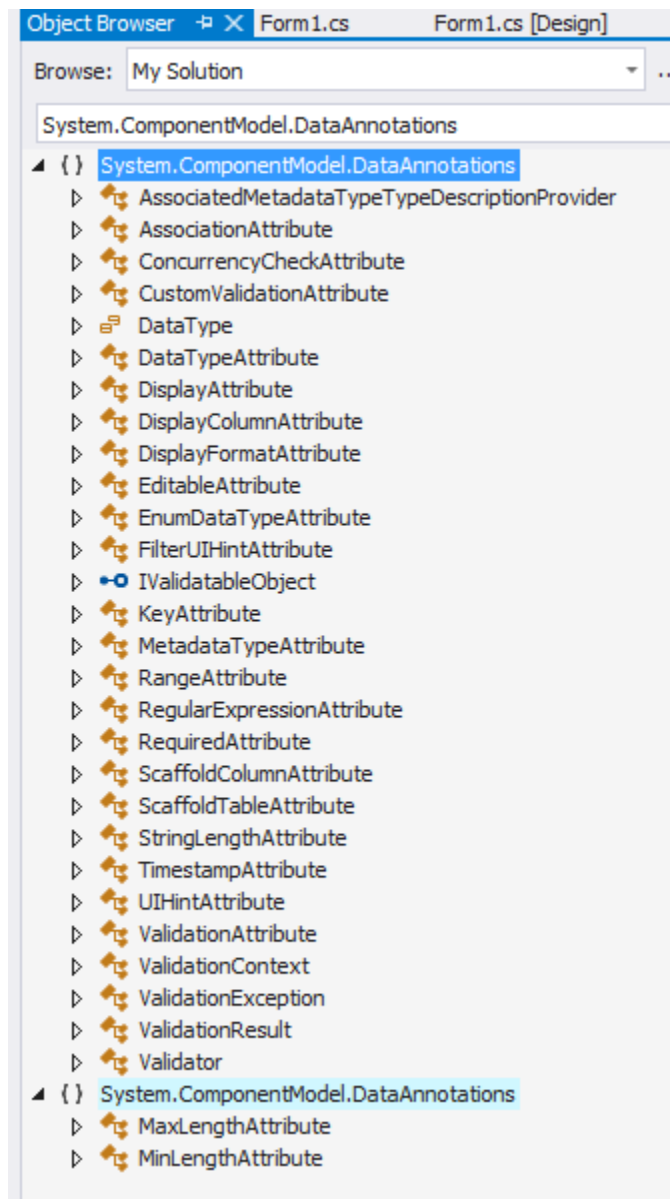 Object Browser Form1.cs Form1.cs [Design]
Browse: My Solution ..
System.ComponentModel.DataAnnotations
{ } System.ComponentModel.DataAnnotations
AssociatedMetadataTypeTypeDescriptionProvider
AssociationAttribute
ConcurrencyCheckAttribute
CustomValidationAttribute
DataType
DataTypeAttribute
DisplayAttribute
DisplayColumnAttribute
DisplayFormatAttribute
EditableAttribute
EnumDataTypeAttribute
FilterUIHintAttribute
IValidatableObject
KeyAttribute
MetadataTypeAttribute
RangeAttribute
RegularExpressionAttribute
RequiredAttribute
ScaffoldColumnAttribute
ScaffoldTableAttribute
StringLengthAttribute
TimestampAttribute
UIHintAttribute
ValidationAttribute
ValidationContext
ValidationException
ValidationResult
Validator
{ } System.ComponentModel.DataAnnotations
MaxLengthAttribute
MinLengthAttribute